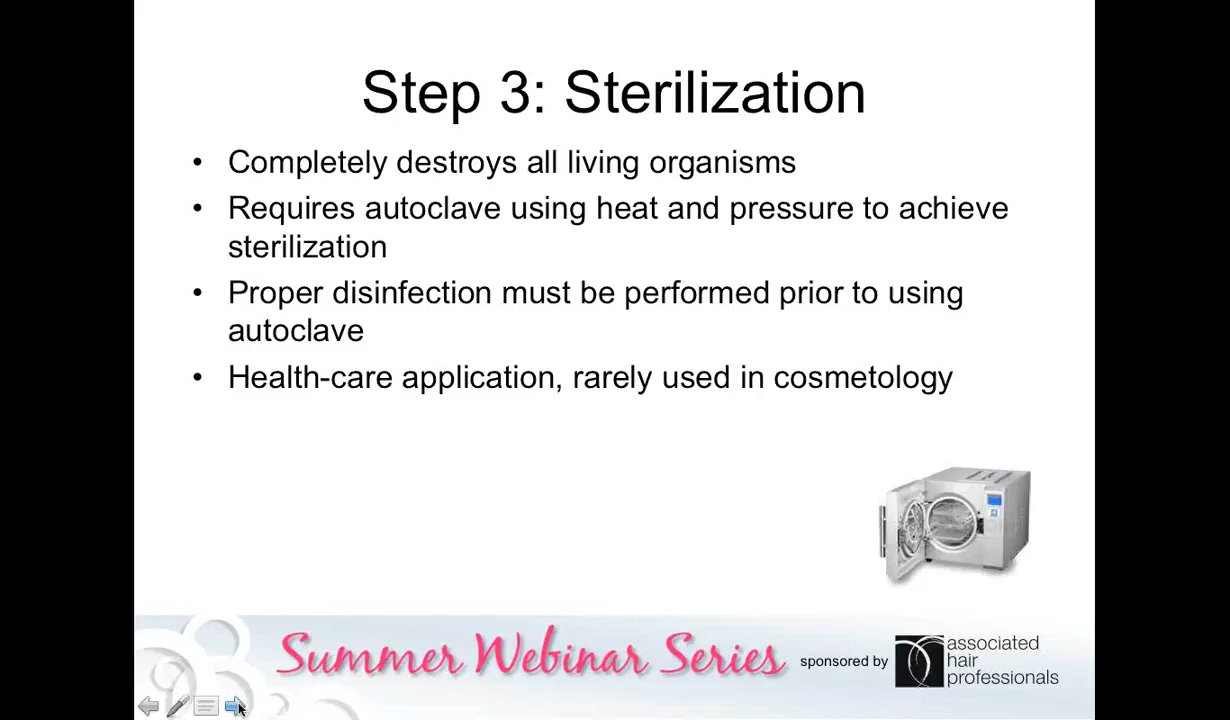 Step 3: Sterilization
• Completely destroys all living organisms
• Requires autoclave using heat and pressure to achieve
sterilization
• Proper disinfection must be performed prior to using
autoclave
• Health-care application, rarely used in cosmetology
Summer Webinar Series
sponsored by
associated
hair
professionals